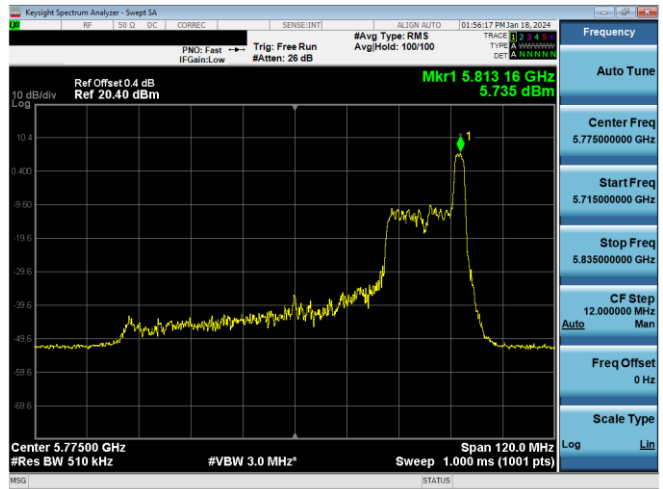 Keysight Spectrum Analyzer - Swept SA
RF 50 Ω DC CORREC SENSE:INT ALIGN AUTO 01:56:17 PM Jan 18, 2024
#Avg Type: RMS TRACE 1 2 3 4 5 6
PNO: Fast Trig: Free Run Avg|Hold: 100/100 TYPE A WWWWW
IFGain:Low #Atten: 26 dB DET A N N N N N
Ref Offset 0.4 dB Mkr1 5.813 16 GHz
10 dB/div Ref 20.40 dBm 5.735 dBm
Log
10.4
1
0.400
-9.60
-19.6
-29.6
-39.6
-49.6
-59.6
-69.6
Center 5.77500 GHz Span 120.0 MHz
#Res BW 510 kHz #VBW 3.0 MHz* Sweep 1.000 ms (1001 pts)
MSG STATUS
Frequency
Auto Tune
Center Freq
5.775000000 GHz
Start Freq
5.715000000 GHz
Stop Freq
5.835000000 GHz
CF Step
12.000000 MHz
Auto Man
Freq Offset
0 Hz
Scale Type
Log Lin